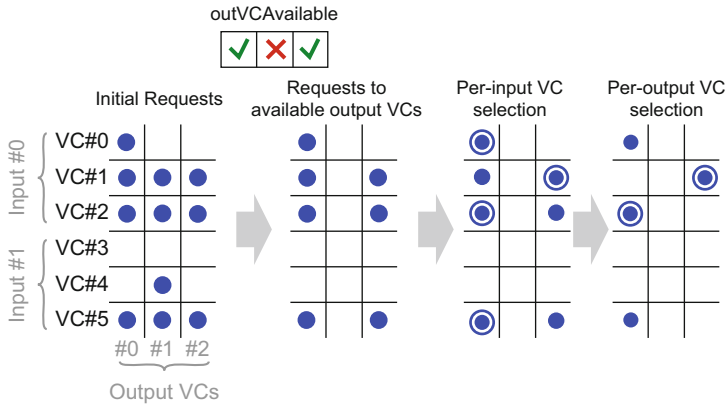 outVCAvailable
Initial Requests
Requests to
available output VCs
Per-input VC
selection
Per-output VC
selection
Input #0
VC#0
VC#1
VC#2
Input #1
VC#3
VC#4
VC#5
#0 #1 #2
Output VCs